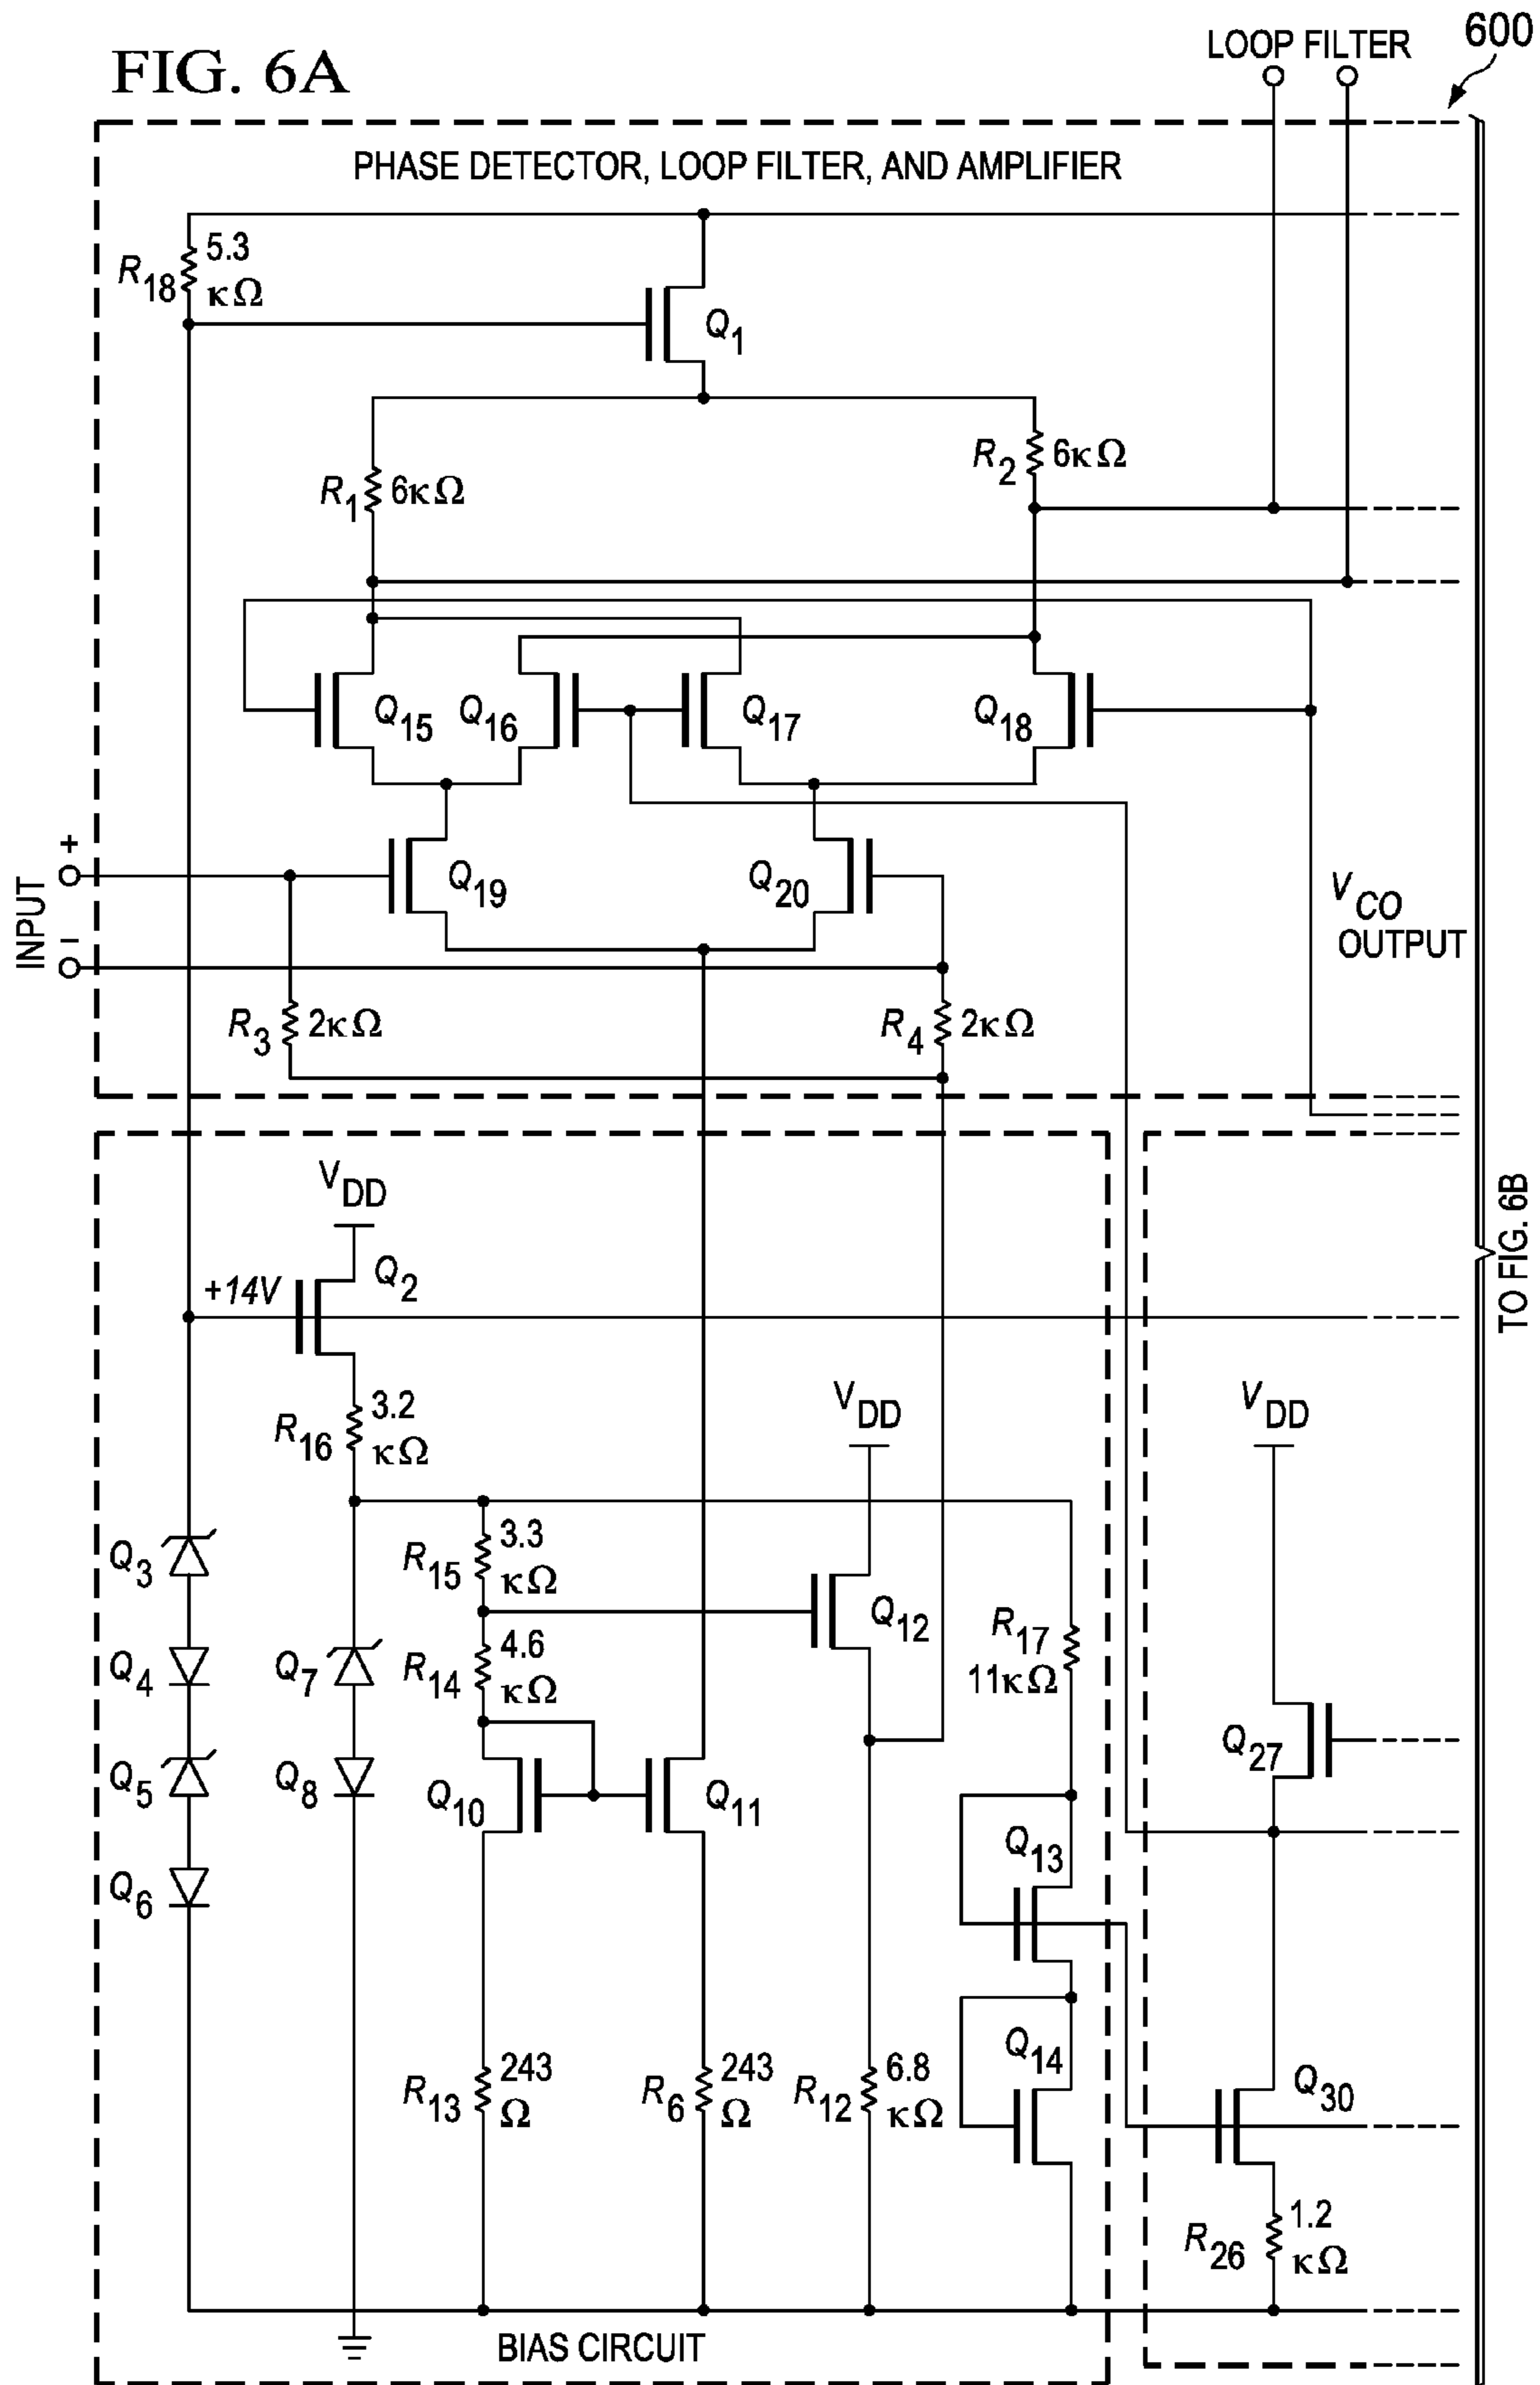 FIG. 6A
LOOP FILTER
600
PHASE DETECTOR, LOOP FILTER, AND AMPLIFIER
R18
5.3
κΩ
Q1
R1
6κΩ
R2
6κΩ
Q15
Q16
Q17
Q18
INPUT
+
−
Q19
Q20
VCO
OUTPUT
R3
2κΩ
R4
2κΩ
VDD
+14V
Q2
TO FIG. 6B
R16
3.2
κΩ
VDD
VDD
Q3
R15
3.3
κΩ
Q12
R17
11κΩ
Q4
Q7
R14
4.6
κΩ
Q27
Q5
Q8
Q10
Q11
Q13
Q6
Q14
R13
243
Ω
R6
243
Ω
R12
6.8
κΩ
Q30
R26
1.2
κΩ
BIAS CIRCUIT